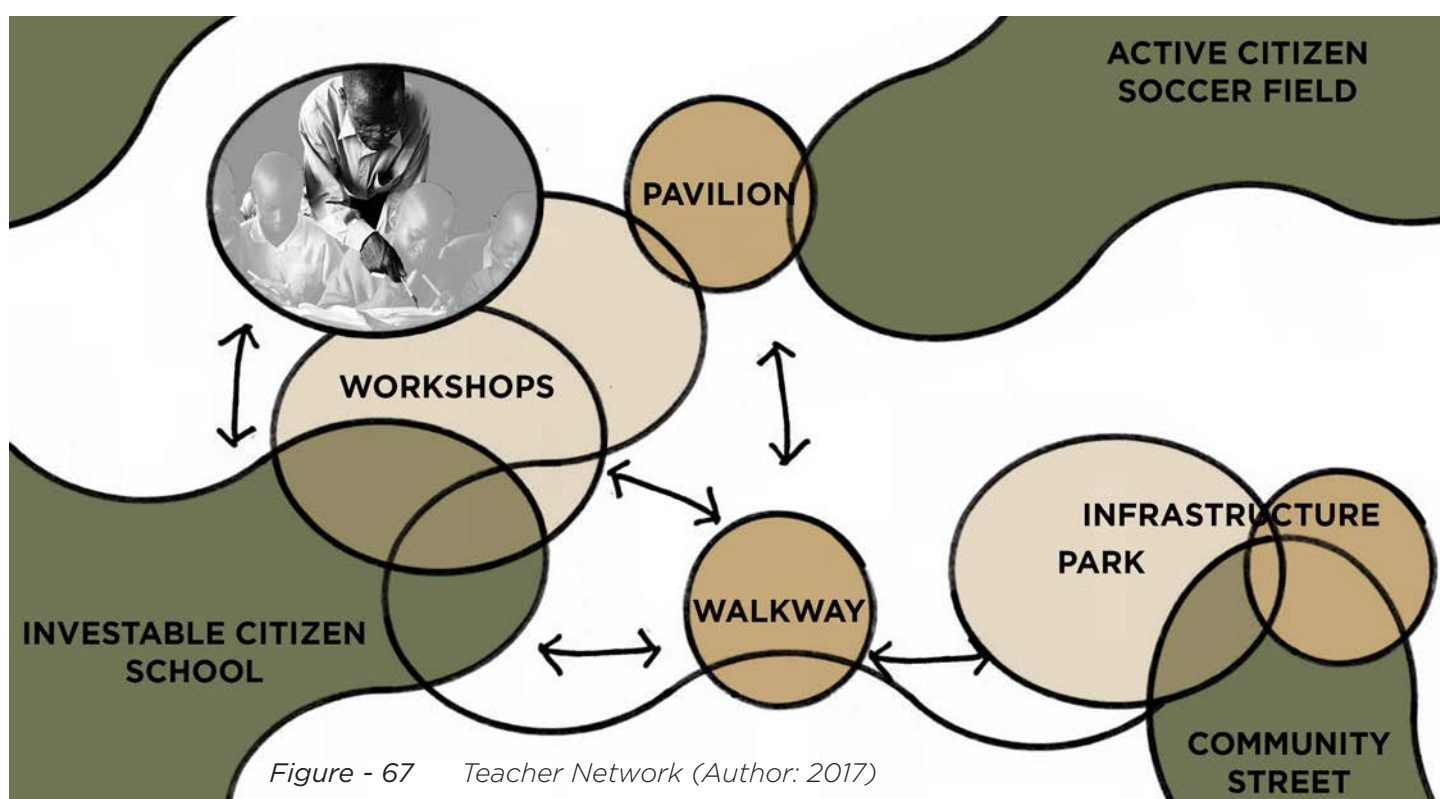 ACTIVE CITIZEN
SOCCER FIELD
PAVILION
WORKSHOPS
INFRASTRUCTURE
PARK
WALKWAY
INVESTABLE CITIZEN
SCHOOL
COMMUNITY
STREET
Figure - 67 Teacher Network (Author: 2017)